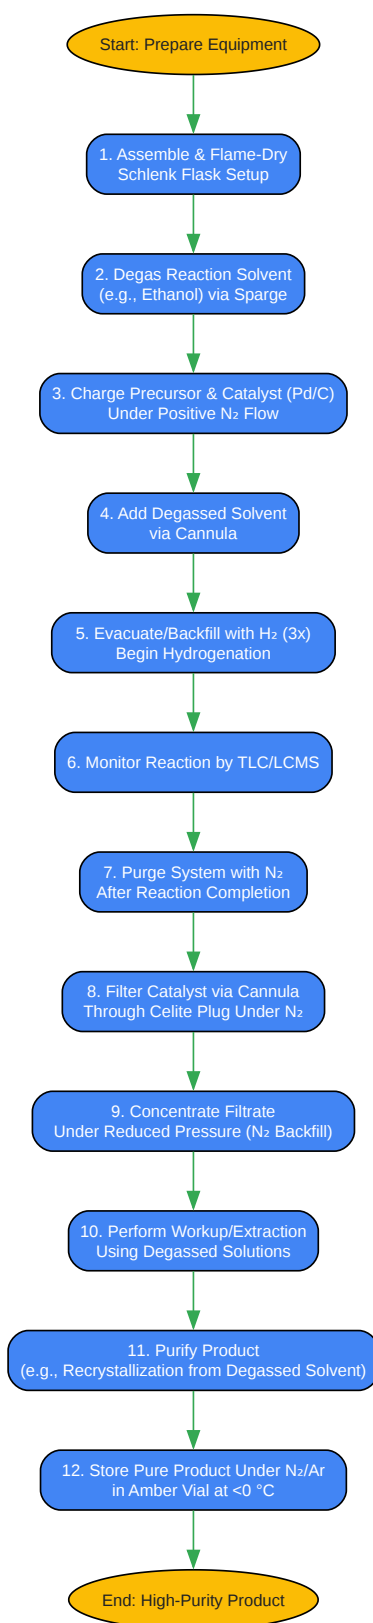 Start: Prepare Equipment
1. Assemble & Flame-Dry
Schlenk Flask Setup
2. Degas Reaction Solvent
(e.g., Ethanol) via Sparge
3. Charge Precursor & Catalyst (Pd/C)
Under Positive N₂ Flow
4. Add Degassed Solvent
via Cannula
5. Evacuate/Backfill with H₂ (3x)
Begin Hydrogenation
6. Monitor Reaction by TLC/LCMS
7. Purge System with N₂
After Reaction Completion
8. Filter Catalyst via Cannula
Through Celite Plug Under N₂
9. Concentrate Filtrate
Under Reduced Pressure (N₂ Backfill)
10. Perform Workup/Extraction
Using Degassed Solutions
11. Purify Product
(e.g., Recrystallization from Degassed Solvent)
12. Store Pure Product Under N₂/Ar
in Amber Vial at <0 °C
End: High-Purity Product